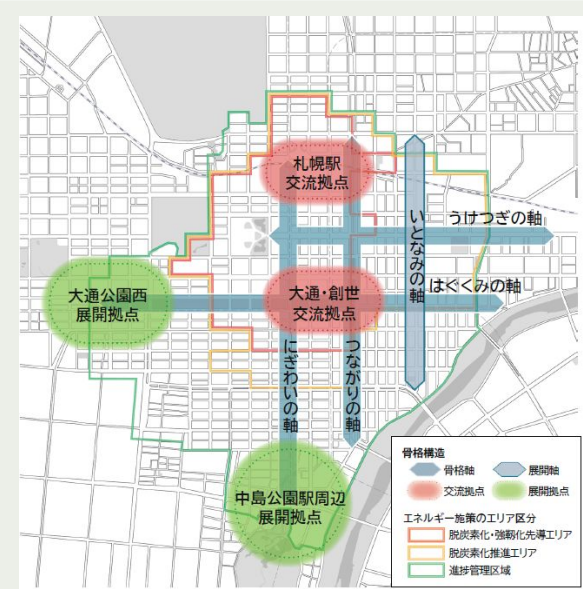 札幌駅
交流拠点
いとなみの軸
うけつぎの軸
はぐくみの軸
大通公園西
展開拠点
大通・創世
交流拠点
にぎわいの軸
つながりの軸
中島公園駅周辺
展開拠点
骨格構造
骨格軸
展開軸
交流拠点
展開拠点
エネルギー施策のエリア区分
脱炭素化・強靱化先導エリア
脱炭素化推進エリア
進捗管理区域